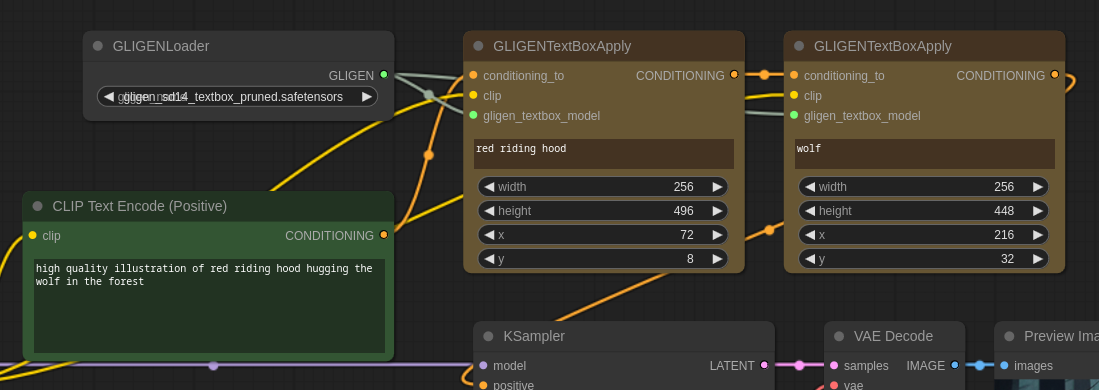 GLIGENLoader
GLIGEN
gligen_sd14_textbox_pruned.safetensors
CLIP Text Encode (Positive)
clip
CONDITIONING
high quality illustration of red riding hood hugging the
wolf in the forest
GLIGENTextBoxApply
conditioning_to
CONDITIONING
clip
gligen_textbox_model
red riding hood
width 256
height 496
x 72
y 8
GLIGENTextBoxApply
conditioning_to
CONDITIONING
clip
gligen_textbox_model
wolf
width 256
height 448
x 216
y 32
KSampler
model
LATENT
positive
VAE Decode
samples
IMAGE
vae
Preview Ima
images